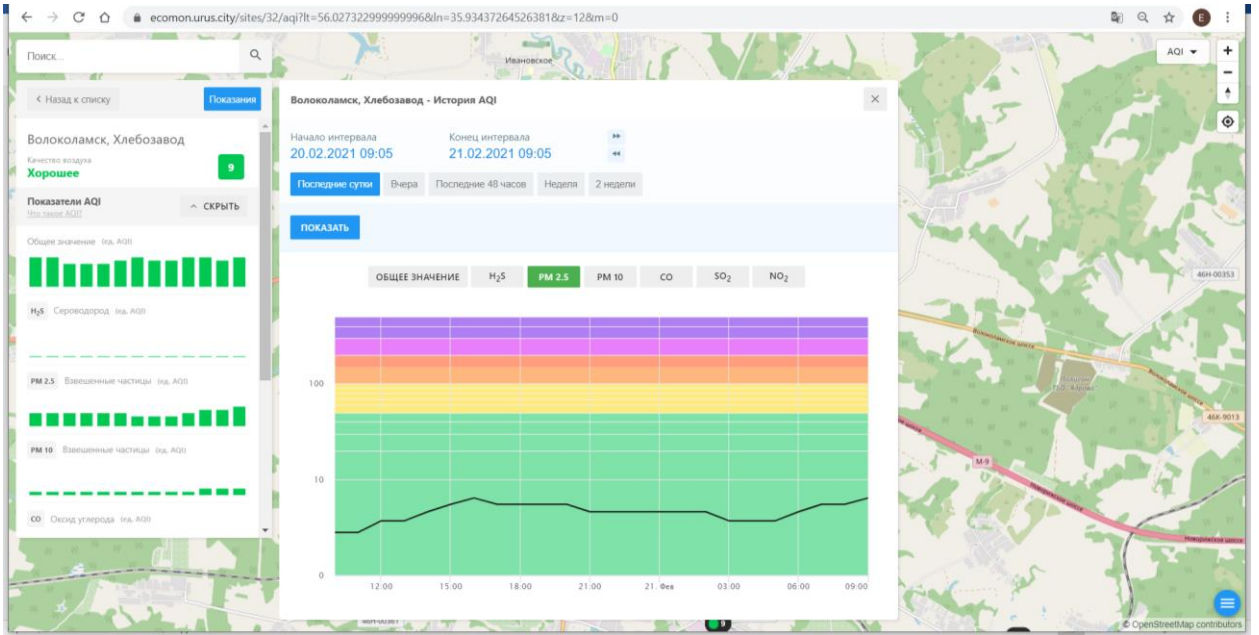 ecomon.urus.city/sites/32/aqi?lt=56.027322999999996&ln=35.93437264526381&z=12&m=0
E
Поиск...
Ивановское
AQI
< Назад к списку
Показания
Волоколамск, Хлебозавод
Качество воздуха
Хорошее
9
Показатели AQI
Что такое AQI?
СКРЫТЬ
Общее значение (ед. AQI)
H₂S Сероводород (ед. AQI)
PM 2.5 Взвешенные частицы (ед. AQI)
PM 10 Взвешенные частицы (ед. AQI)
CO Оксид углерода (ед. AQI)
Волоколамск, Хлебозавод - История AQI
Начало интервала
Конец интервала
20.02.2021 09:05
21.02.2021 09:05
Последние сутки
Вчера
Последние 48 часов
Неделя
2 недели
ПОКАЗАТЬ
ОБЩЕЕ ЗНАЧЕНИЕ
H₂S
PM 2.5
PM 10
CO
SO₂
NO₂
100
10
0
12:00
15:00
18:00
21:00
21. Фев
03:00
06:00
09:00
46Н-00353
Волоколамское шоссе
46К-9013
М-9
Новорижское шоссе
46Н-00361
9
© OpenStreetMap contributors